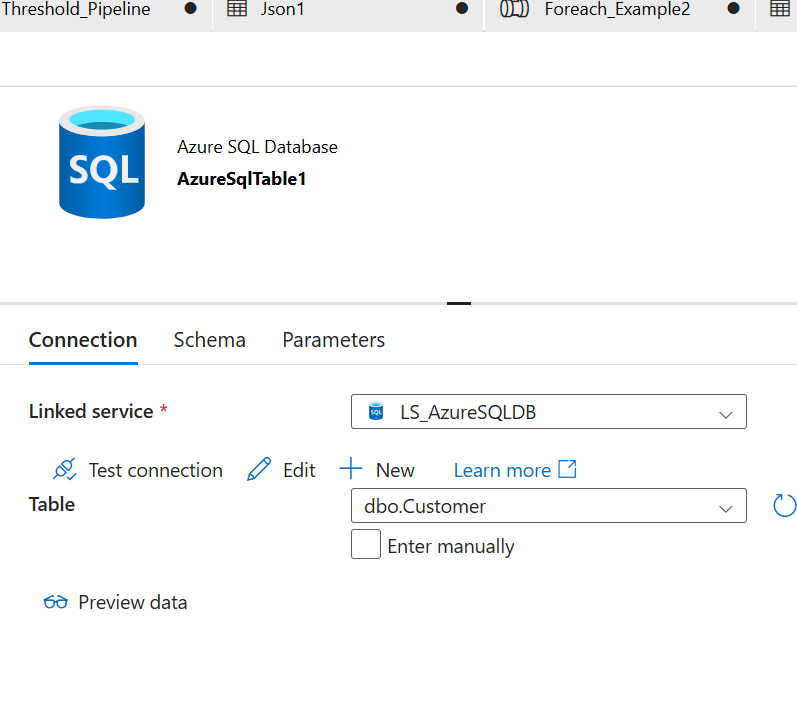 Threshold_Pipeline Json1 Foreach_Example2
SQL
Azure SQL Database
AzureSqlTable1
Connection Schema Parameters
Linked service * SQL LS_AzureSQLDB
Test connection Edit New Learn more
Table dbo.Customer
Enter manually
Preview data